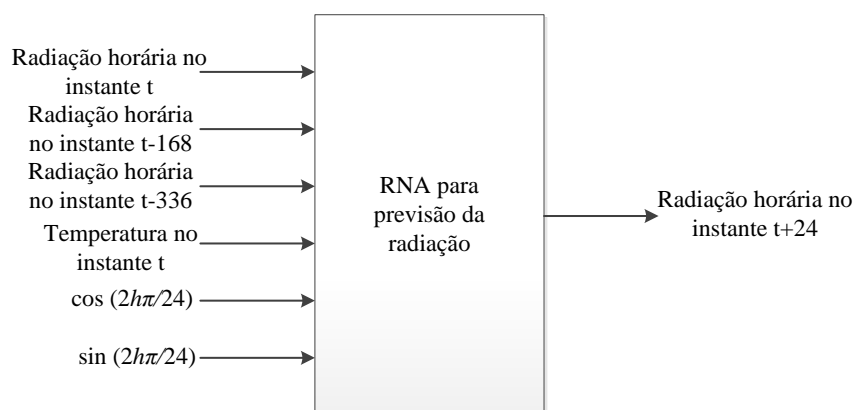 Radiação horária no
instante t
Radiação horária
no instante t-168
Radiação horária
no instante t-336
Temperatura no
instante t
cos (2hπ/24)
sin (2hπ/24)
RNA para
previsão da
radiação
Radiação horária no
instante t+24